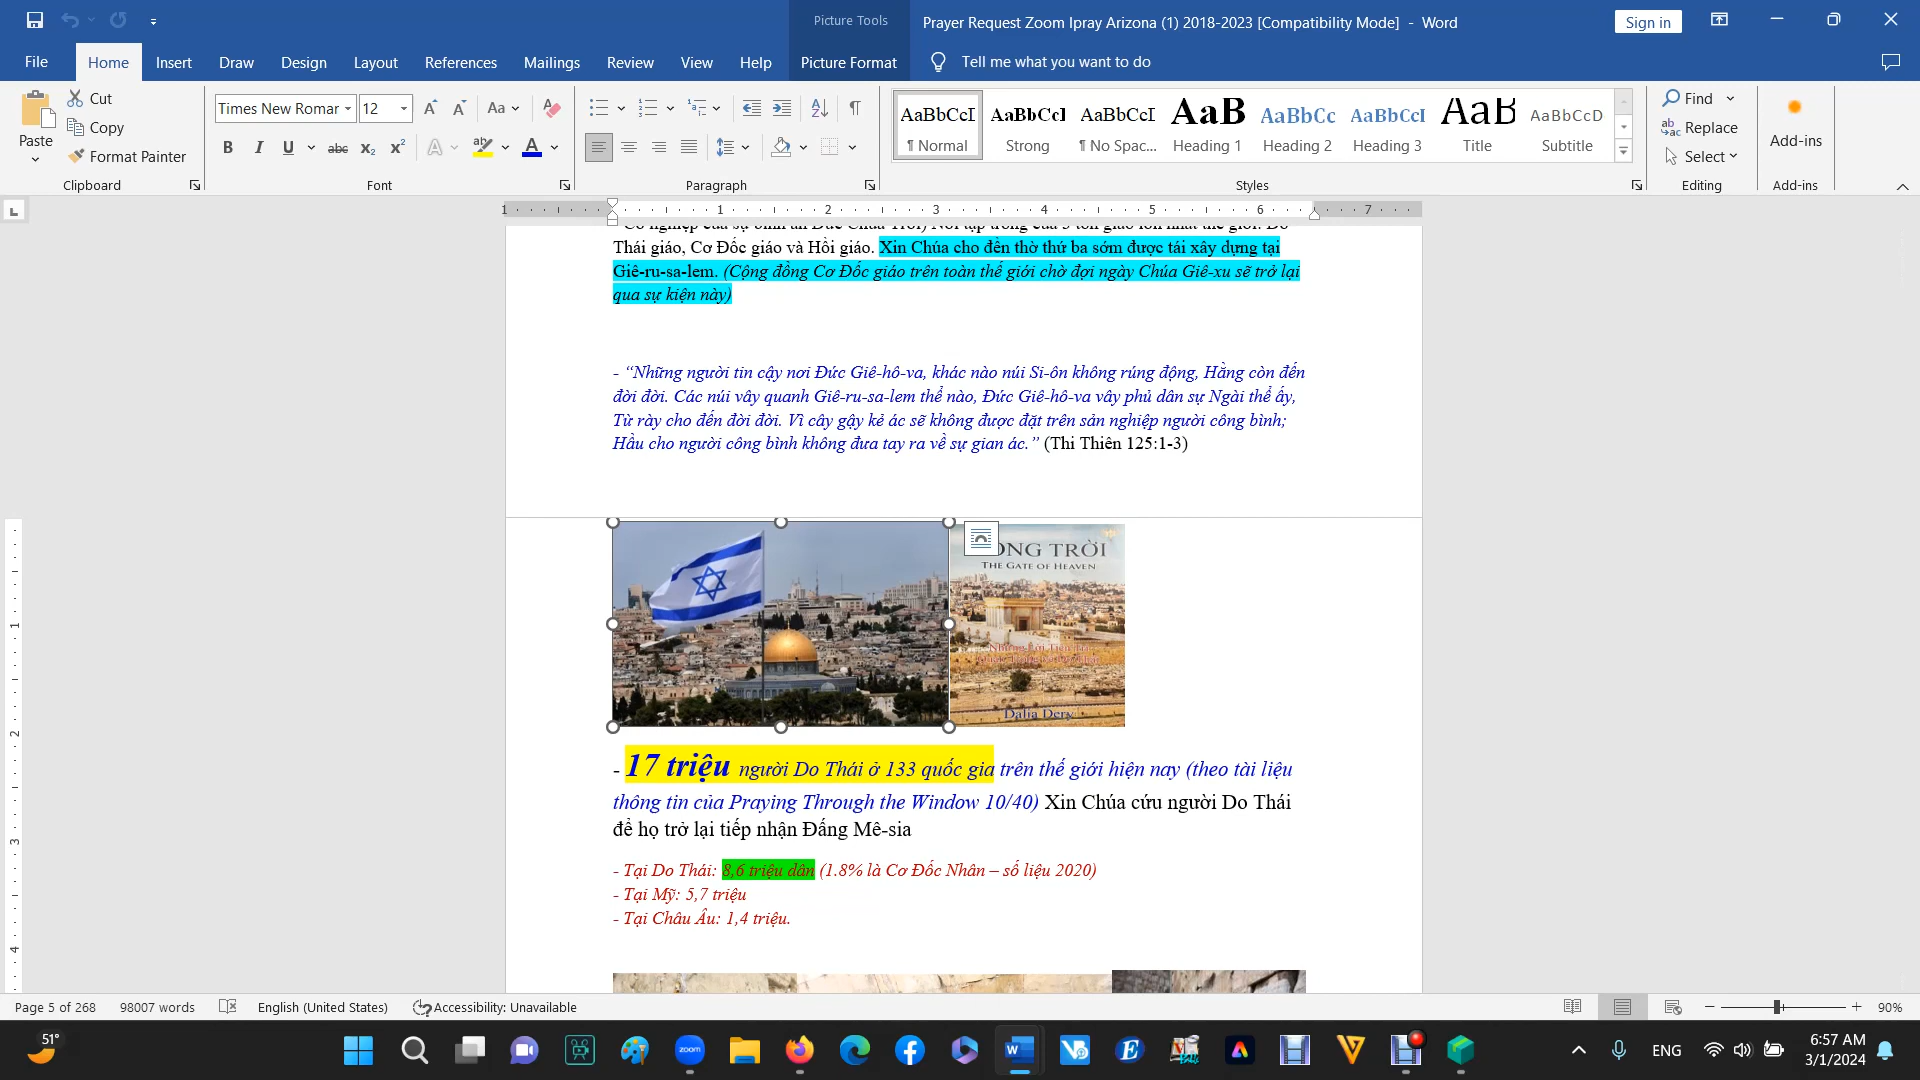 Picture Tools
Prayer Request Zoom Ipray Arizona (1) 2018-2023 [Compatibility Mode] - Word
Sign in
File Home Insert Draw Design Layout References Mailings Review View Help Picture Format Tell me what you want to do
Paste
Cut
Copy
Format Painter
Clipboard
Times New Roman 12
Font
Paragraph
AaBbCcI AaBbCcI AaBbCcI AaB AaBbCc AaBbCcI AaB AaBbCcD
¶ Normal Strong ¶ No Spac... Heading 1 Heading 2 Heading 3 Title Subtitle
Styles
Find
Replace
Select
Editing
Add-ins
Add-ins
1 1 2 3 4 5 6 7
Thái giáo, Cơ Đốc giáo và Hồi giáo. Xin Chúa cho đền thờ thứ ba sớm được tái xây dựng tại
Giê-ru-sa-lem. (Cộng đồng Cơ Đốc giáo trên toàn thế giới chờ đợi ngày Chúa Giê-xu sẽ trở lại
qua sự kiện này)
- “Những người tin cậy nơi Đức Giê-hô-va, khác nào núi Si-ôn không rúng động, Hằng còn đến
đời đời. Các núi vây quanh Giê-ru-sa-lem thể nào, Đức Giê-hô-va vây phủ dân sự Ngài thể ấy,
Từ rày cho đến đời đời. Vì cây gậy kẻ ác sẽ không được đặt trên sản nghiệp người công bình;
Hầu cho người công bình không đưa tay ra về sự gian ác.” (Thi Thiên 125:1-3)
ÔNG TRỜI
THE GATE OF HEAVEN
Dalia Dery
- 17 triệu người Do Thái ở 133 quốc gia trên thế giới hiện nay (theo tài liệu
thông tin của Praying Through the Window 10/40) Xin Chúa cứu người Do Thái
để họ trở lại tiếp nhận Đấng Mê-sia
- Tại Do Thái: 8,6 triệu dân (1.8% là Cơ Đốc Nhân – số liệu 2020)
- Tại Mỹ: 5,7 triệu
- Tại Châu Âu: 1,4 triệu.
1
2
3
4
Page 5 of 268 98007 words English (United States) Accessibility: Unavailable 90%
51°
zoom
ENG
6:57 AM
3/1/2024